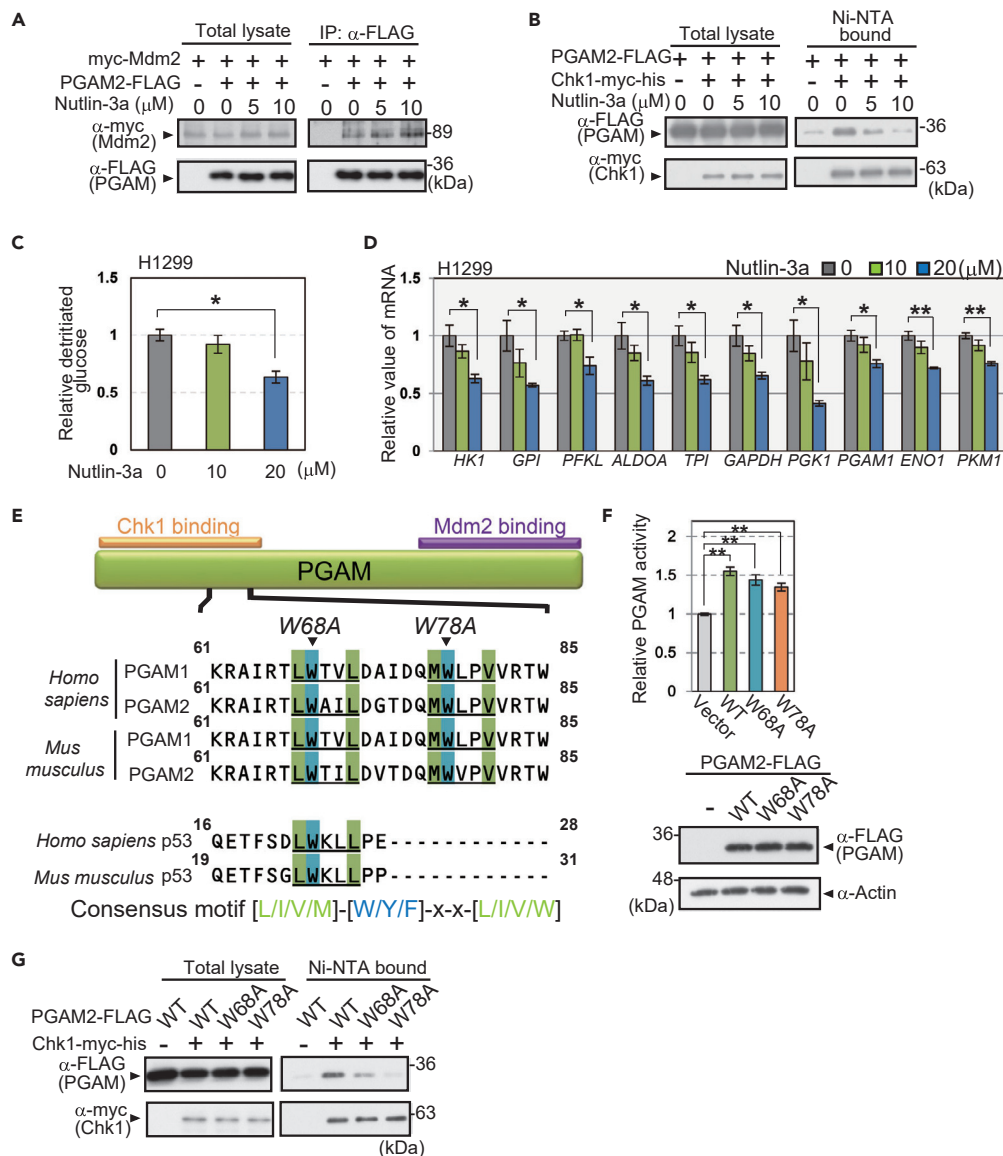 A
Total lysate
IP: α-FLAG
myc-Mdm2 + + + + + + + +
PGAM2-FLAG - + + + - + + +
Nutlin-3a (μM) 0 0 5 10 0 0 5 10
α-myc
(Mdm2)
-89
α-FLAG
(PGAM)
-36
(kDa)
B
Total lysate
Ni-NTA
bound
PGAM2-FLAG + + + + + + + +
Chk1-myc-his - + + + - + + +
Nutlin-3a (μM) 0 0 5 10 0 0 5 10
α-FLAG
(PGAM)
-36
α-myc
(Chk1)
-63
(kDa)
C
H1299
Relative detritiated
glucose
*
1
0.5
0
Nutlin-3a 0 10 20 (μM)
D
H1299
Nutlin-3a 0 10 20(μM)
Relative value of mRNA
1.5
1
0.5
0
* * * * * * * * ** **
HK1 GPI PFKL ALDOA TPI GAPDH PGK1 PGAM1 ENO1 PKM1
E
Chk1 binding
Mdm2 binding
PGAM
W68A W78A
61 85
Homo
sapiens
PGAM1 KRAIRTLWTVLDAIDQMWLPVVRTW
61 85
PGAM2 KRAIRTLWAILDGTDQMWLPVVRTW
61 85
Mus
musculus
PGAM1 KRAIRTLWTVLDAIDQMWLPVVRTW
61 85
PGAM2 KRAIRTLWTILDVTDQMWVPVVRTW
16 28
Homo sapiens p53 QETFSDLWKLLPE------------
19 31
Mus musculus p53 QETFSGLWKLLPP------------
Consensus motif [L/I/V/M]-[W/Y/F]-x-x-[L/I/V/W]
F
Relative PGAM activity
2
1.5
1
0.5
0
**
**
**
Vector WT W68A W78A
PGAM2-FLAG
- WT W68A W78A
36-
α-FLAG
(PGAM)
48-
(kDa)
α-Actin
G
Total lysate
Ni-NTA bound
PGAM2-FLAG WT WT W68A W78A WT WT W68A W78A
Chk1-myc-his - + + + - + + +
α-FLAG
(PGAM)
-36
α-myc
(Chk1)
-63
(kDa)